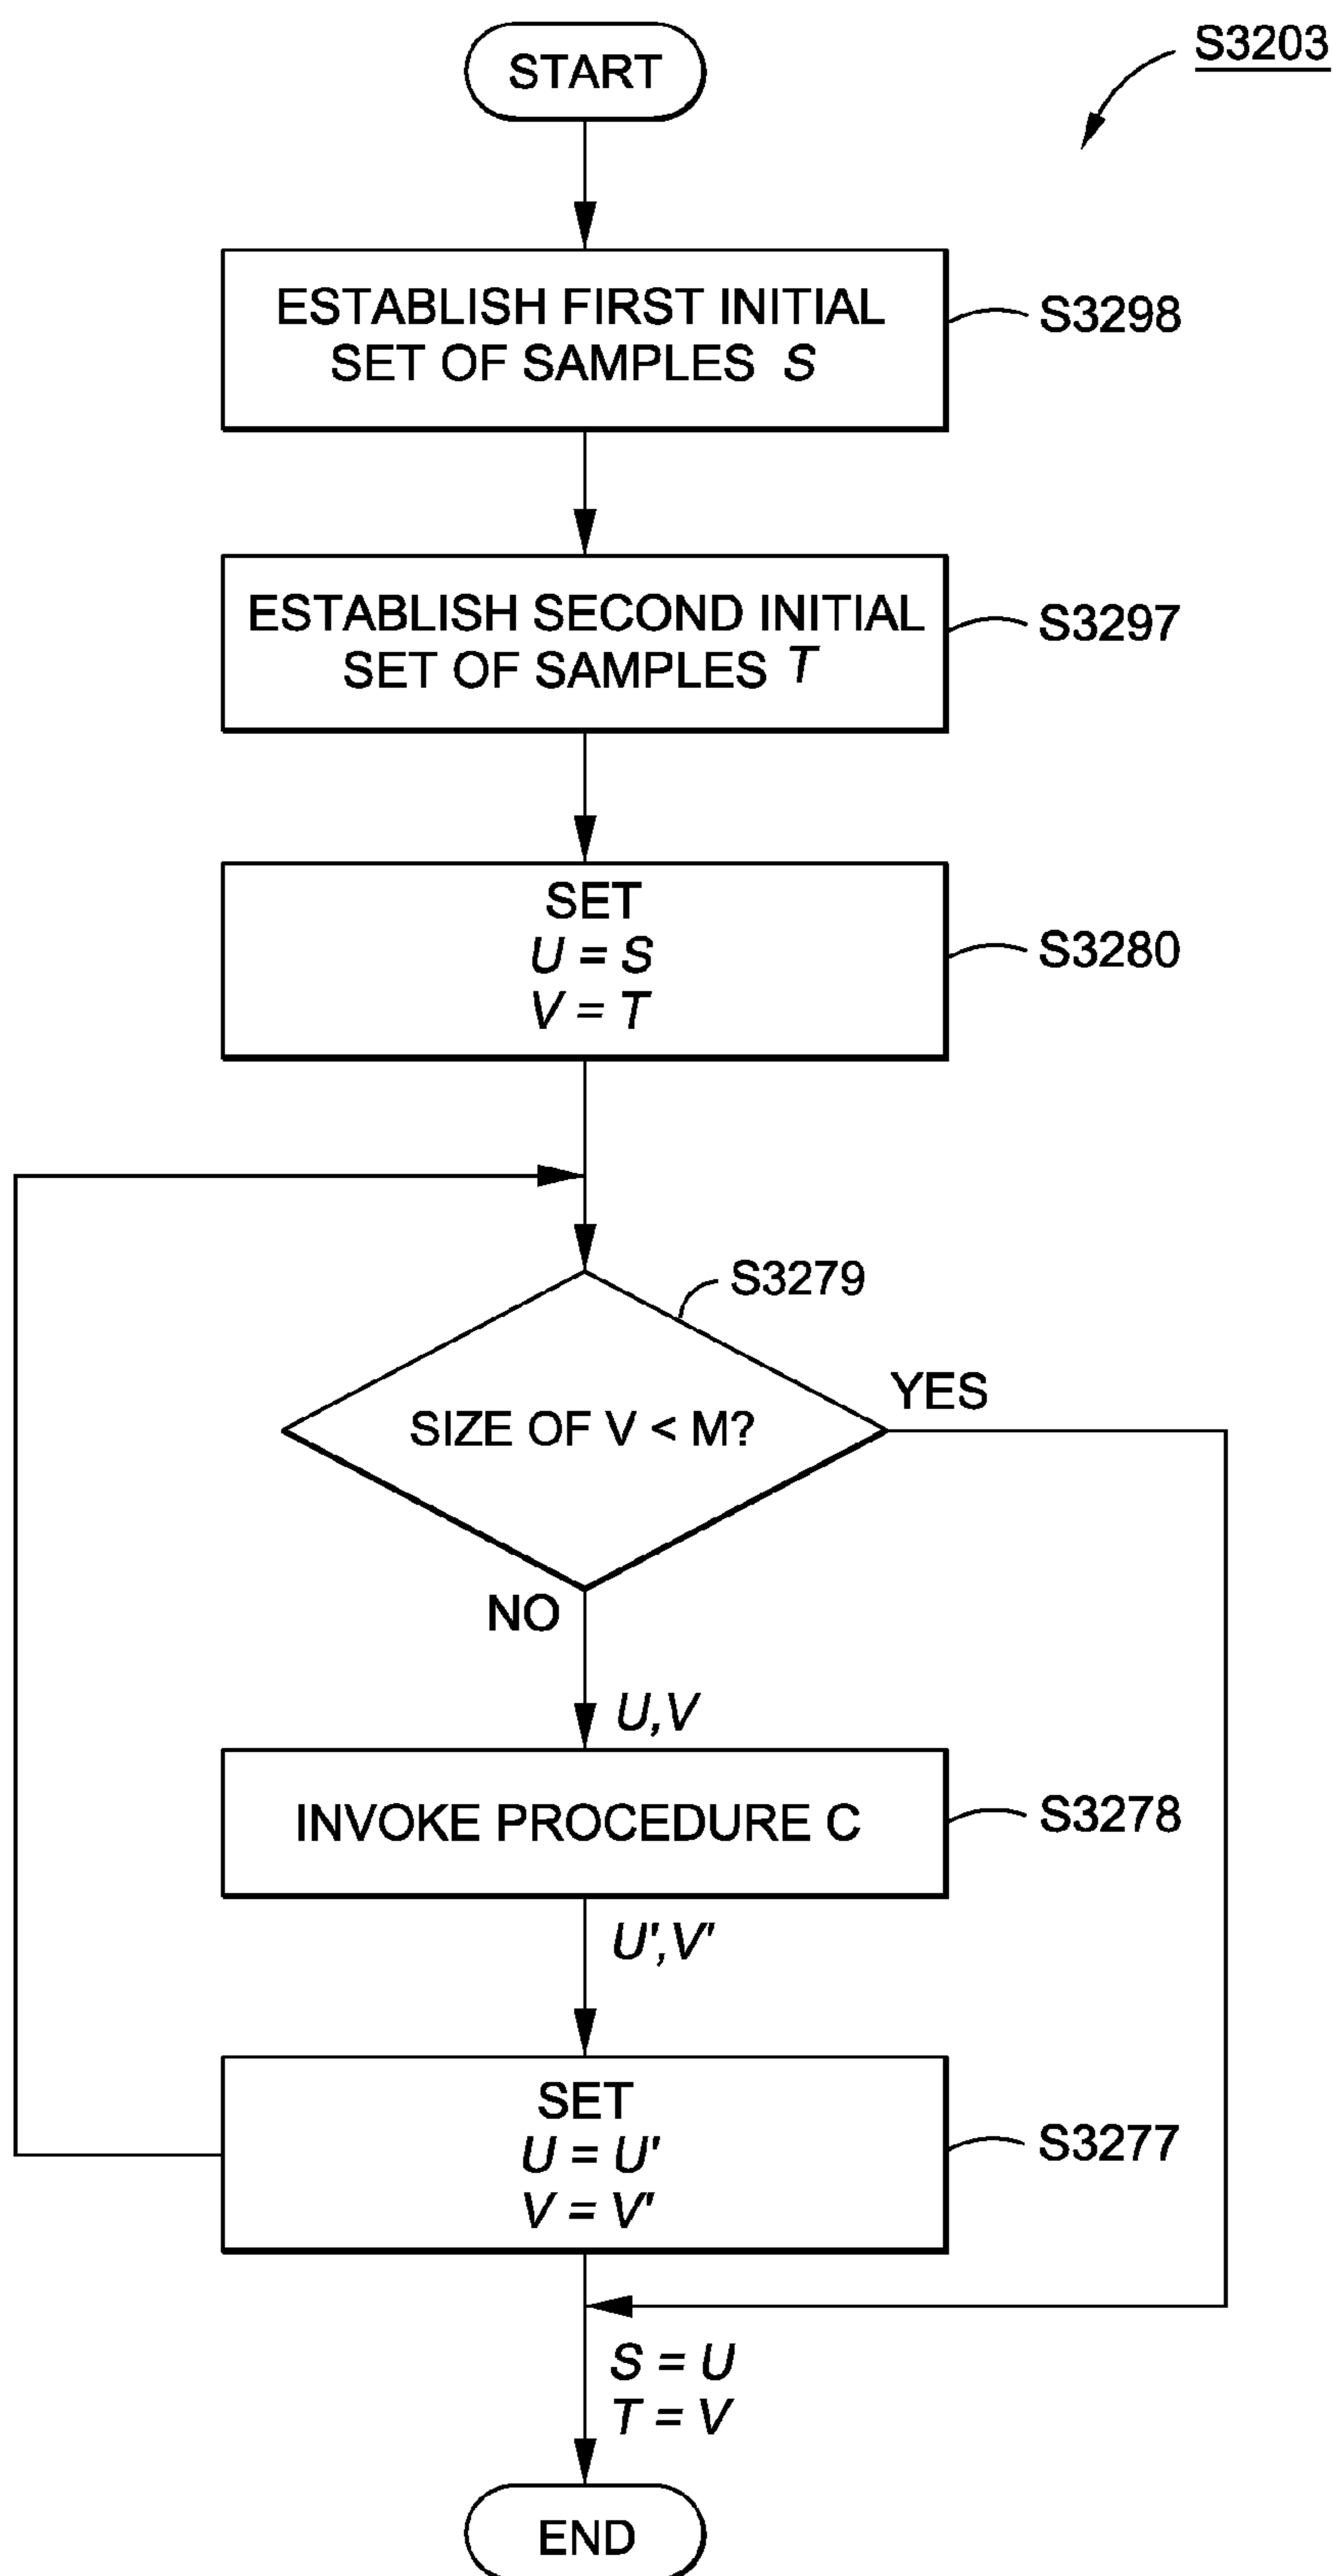 S3203
START
ESTABLISH FIRST INITIAL
SET OF SAMPLES S
S3298
ESTABLISH SECOND INITIAL
SET OF SAMPLES T
S3297
SET
U = S
V = T
S3280
S3279
SIZE OF V < M?
YES
NO
U,V
INVOKE PROCEDURE C
S3278
U',V'
SET
U = U'
V = V'
S3277
S = U
T = V
END